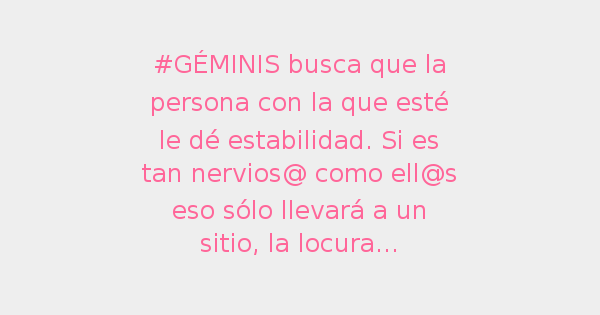 #GÉMINIS busca que la
persona con la que esté
le dé estabilidad. Si es
tan nervios@ como ell@s
eso sólo llevará a un
sitio, la locura...